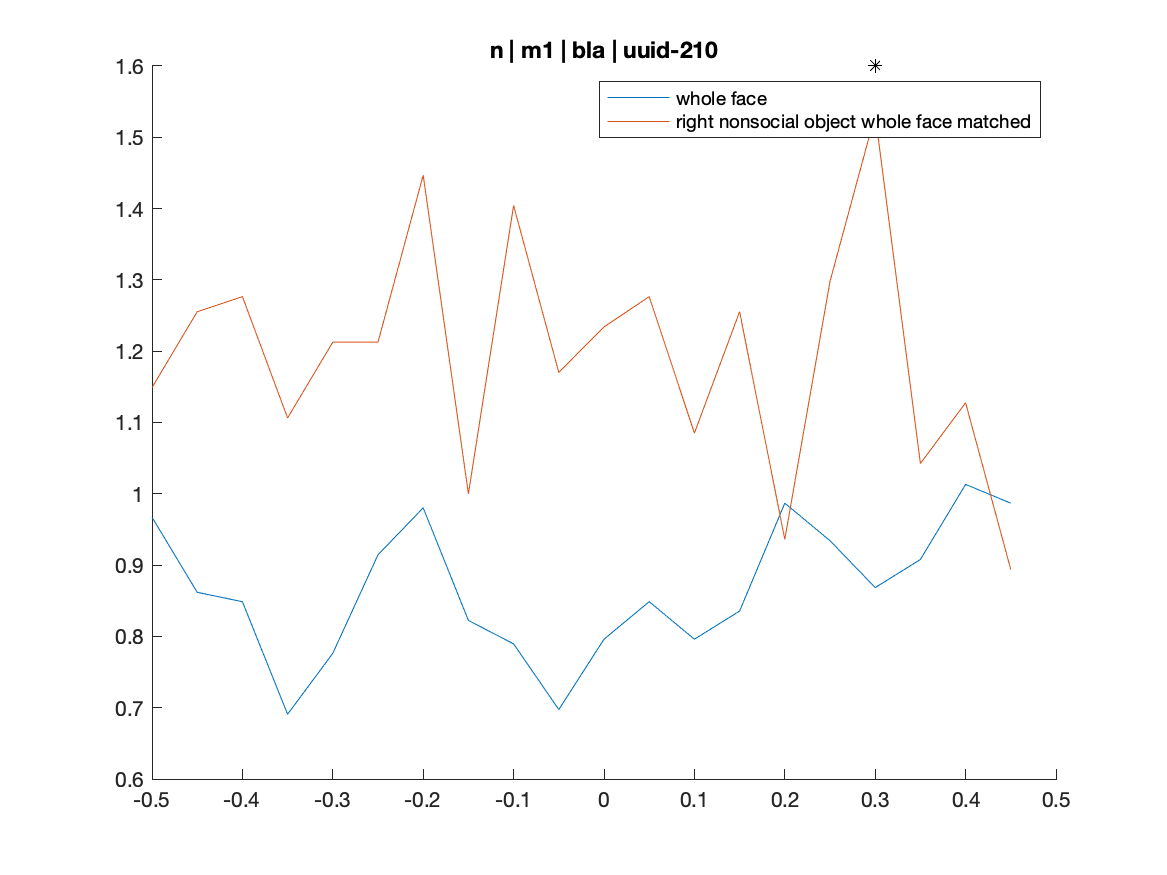 n | m1 | bla | uuid-210
1.6
1.5
1.4
1.3
1.2
1.1
1
0.9
0.8
0.7
0.6
whole face
right nonsocial object whole face matched
-0.5 -0.4 -0.3 -0.2 -0.1 0 0.1 0.2 0.3 0.4 0.5